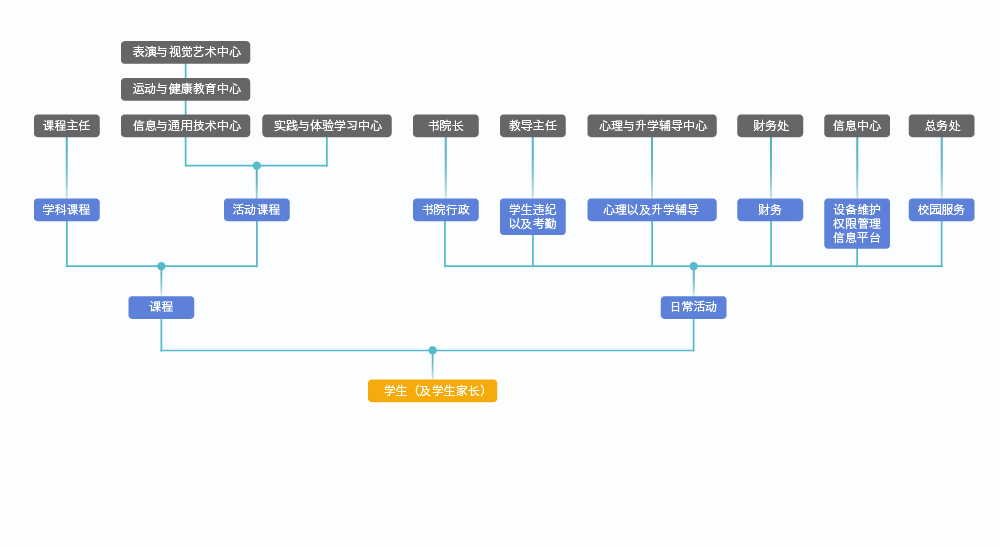 表演与视觉艺术中心
运动与健康教育中心
课程主任
信息与通用技术中心
实践与体验学习中心
书院长
教导主任
心理与升学辅导中心
财务处
信息中心
总务处
学科课程
活动课程
书院行政
学生违纪
以及考勤
心理以及升学辅导
财务
设备维护
权限管理
信息平台
校园服务
课程
日常活动
学生（及学生家长）